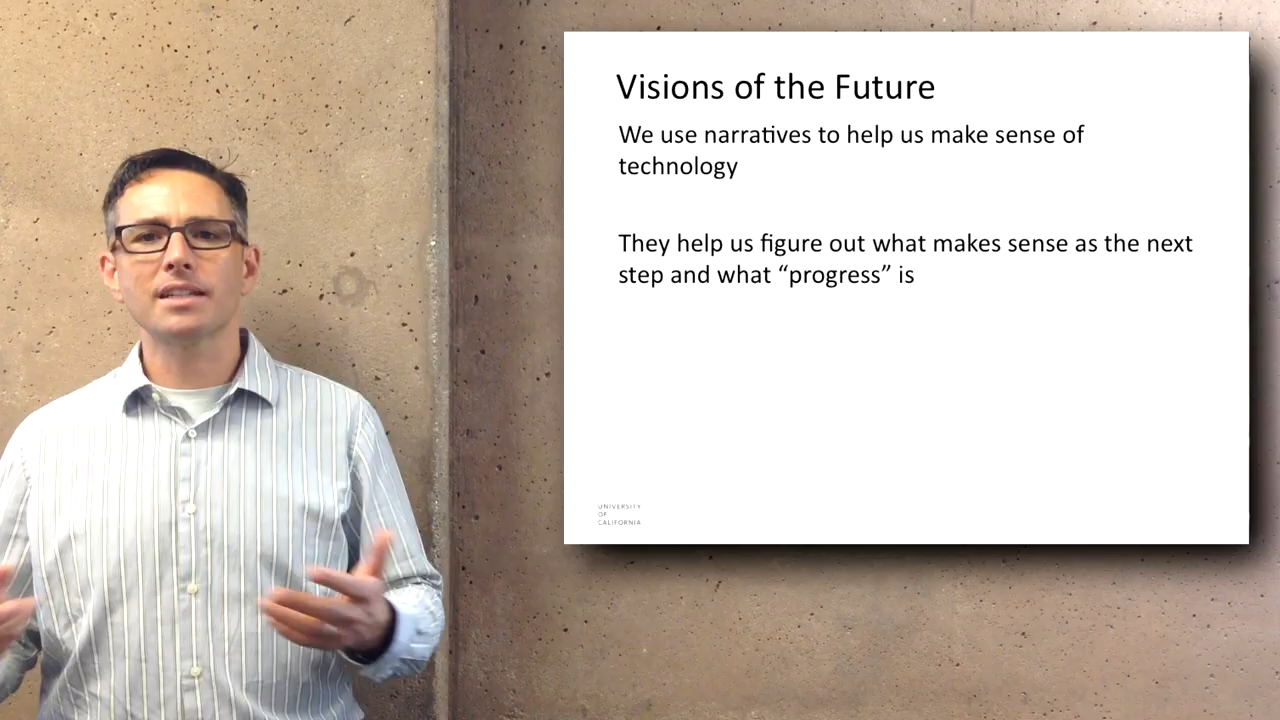 Visions of the Future
We use narratives to help us make sense of
technology
They help us figure out what makes sense as the next
step and what “progress” is
UNIVERSITY
OF
CALIFORNIA